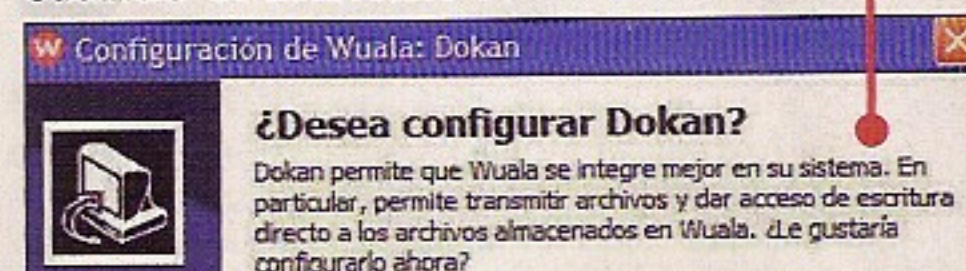 Configuración de Wuala: Dokan
¿Desea configurar Dokan?
Dokan permite que Wuala se integre mejor en su sistema. En
particular, permite transmitir archivos y dar acceso de escritura
directo a los archivos almacenados en Wuala. ¿Le gustaría
configurarlo ahora?